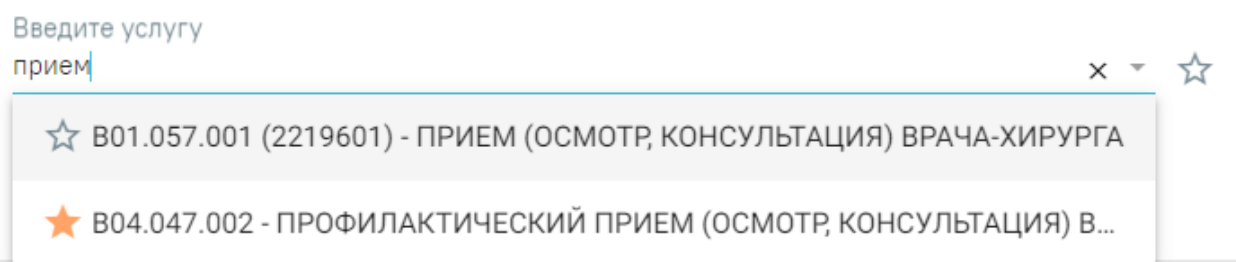 Введите услугу
прием
B01.057.001 (2219601) - ПРИЕМ (ОСМОТР, КОНСУЛЬТАЦИЯ) ВРАЧА-ХИРУРГА
B04.047.002 - ПРОФИЛАКТИЧЕСКИЙ ПРИЕМ (ОСМОТР, КОНСУЛЬТАЦИЯ) В...